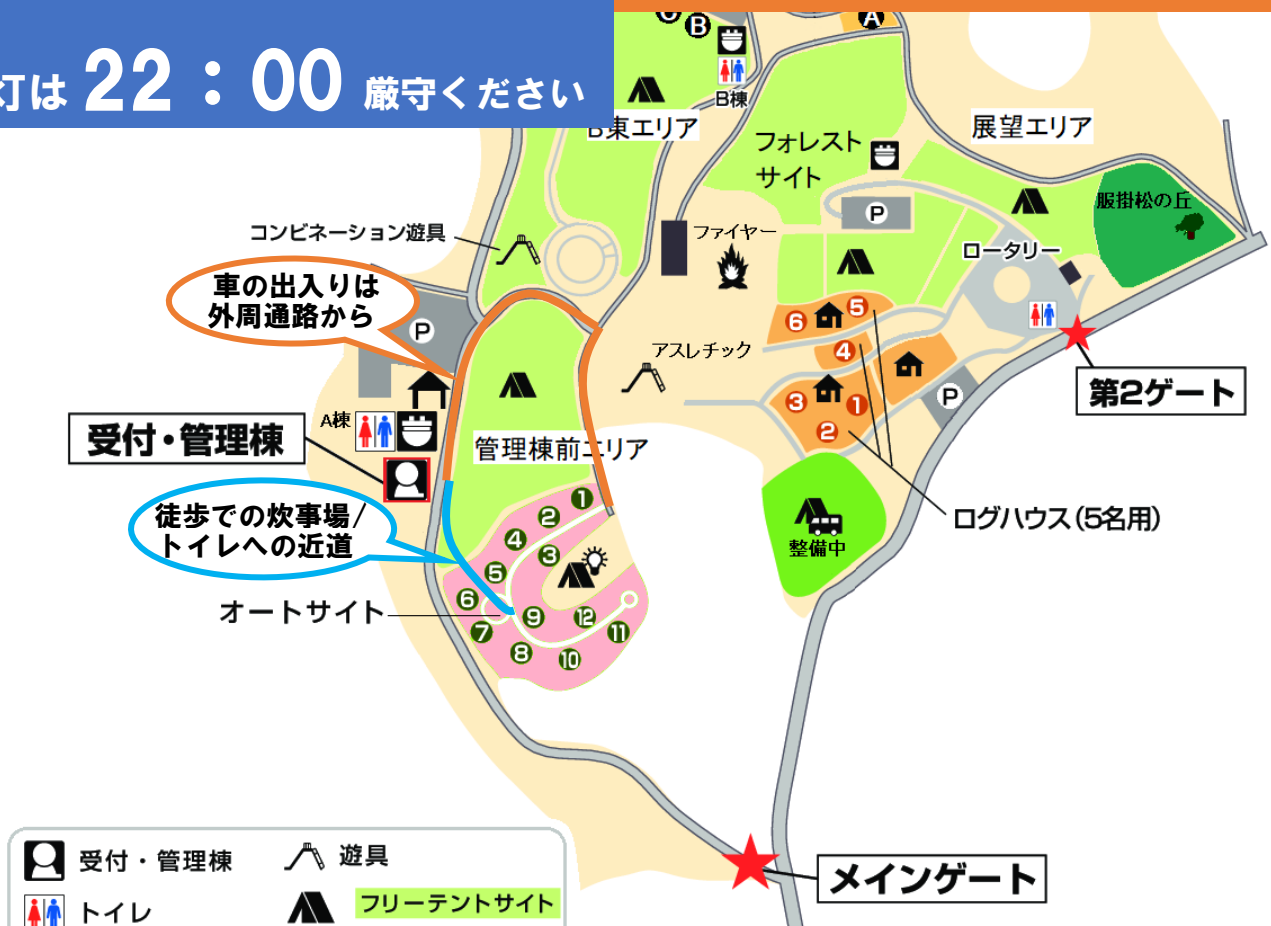 灯は 22：00 厳守ください
B
A
B棟
B東エリア
フォレスト
サイト
展望エリア
服掛松の丘
P
コンビネーション遊具
ファイヤー
ロータリー
車の出入りは
外周通路から
P
⑥
⑤
④
アスレチック
③
①
②
P
第2ゲート
A棟
受付・管理棟
管理棟前エリア
徒歩での炊事場/
トイレへの近道
①
②
④
③
⑤
⑥
⑦
⑨
⑫
⑪
⑧
⑩
整備中
ログハウス（5名用）
オートサイト
メインゲート
受付・管理棟
遊具
トイレ
フリーテントサイト